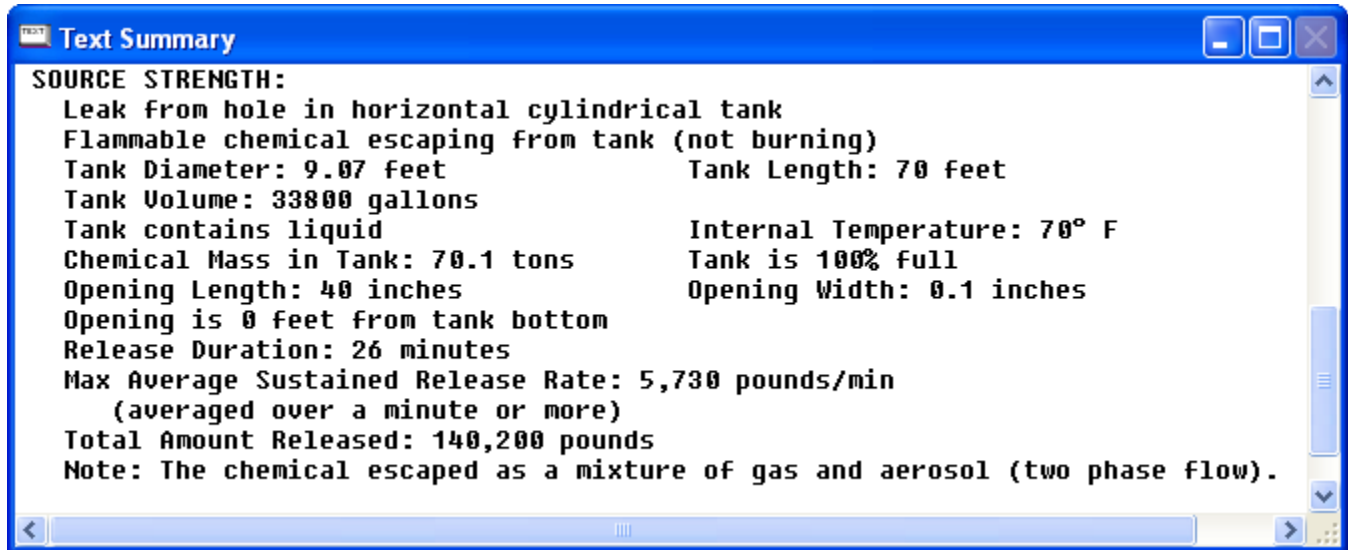 Text Summary
SOURCE STRENGTH:
Leak from hole in horizontal cylindrical tank
Flammable chemical escaping from tank (not burning)
Tank Diameter: 9.07 feet Tank Length: 70 feet
Tank Volume: 33800 gallons
Tank contains liquid Internal Temperature: 70° F
Chemical Mass in Tank: 70.1 tons Tank is 100% full
Opening Length: 40 inches Opening Width: 0.1 inches
Opening is 0 feet from tank bottom
Release Duration: 26 minutes
Max Average Sustained Release Rate: 5,730 pounds/min
(averaged over a minute or more)
Total Amount Released: 140,200 pounds
Note: The chemical escaped as a mixture of gas and aerosol (two phase flow).